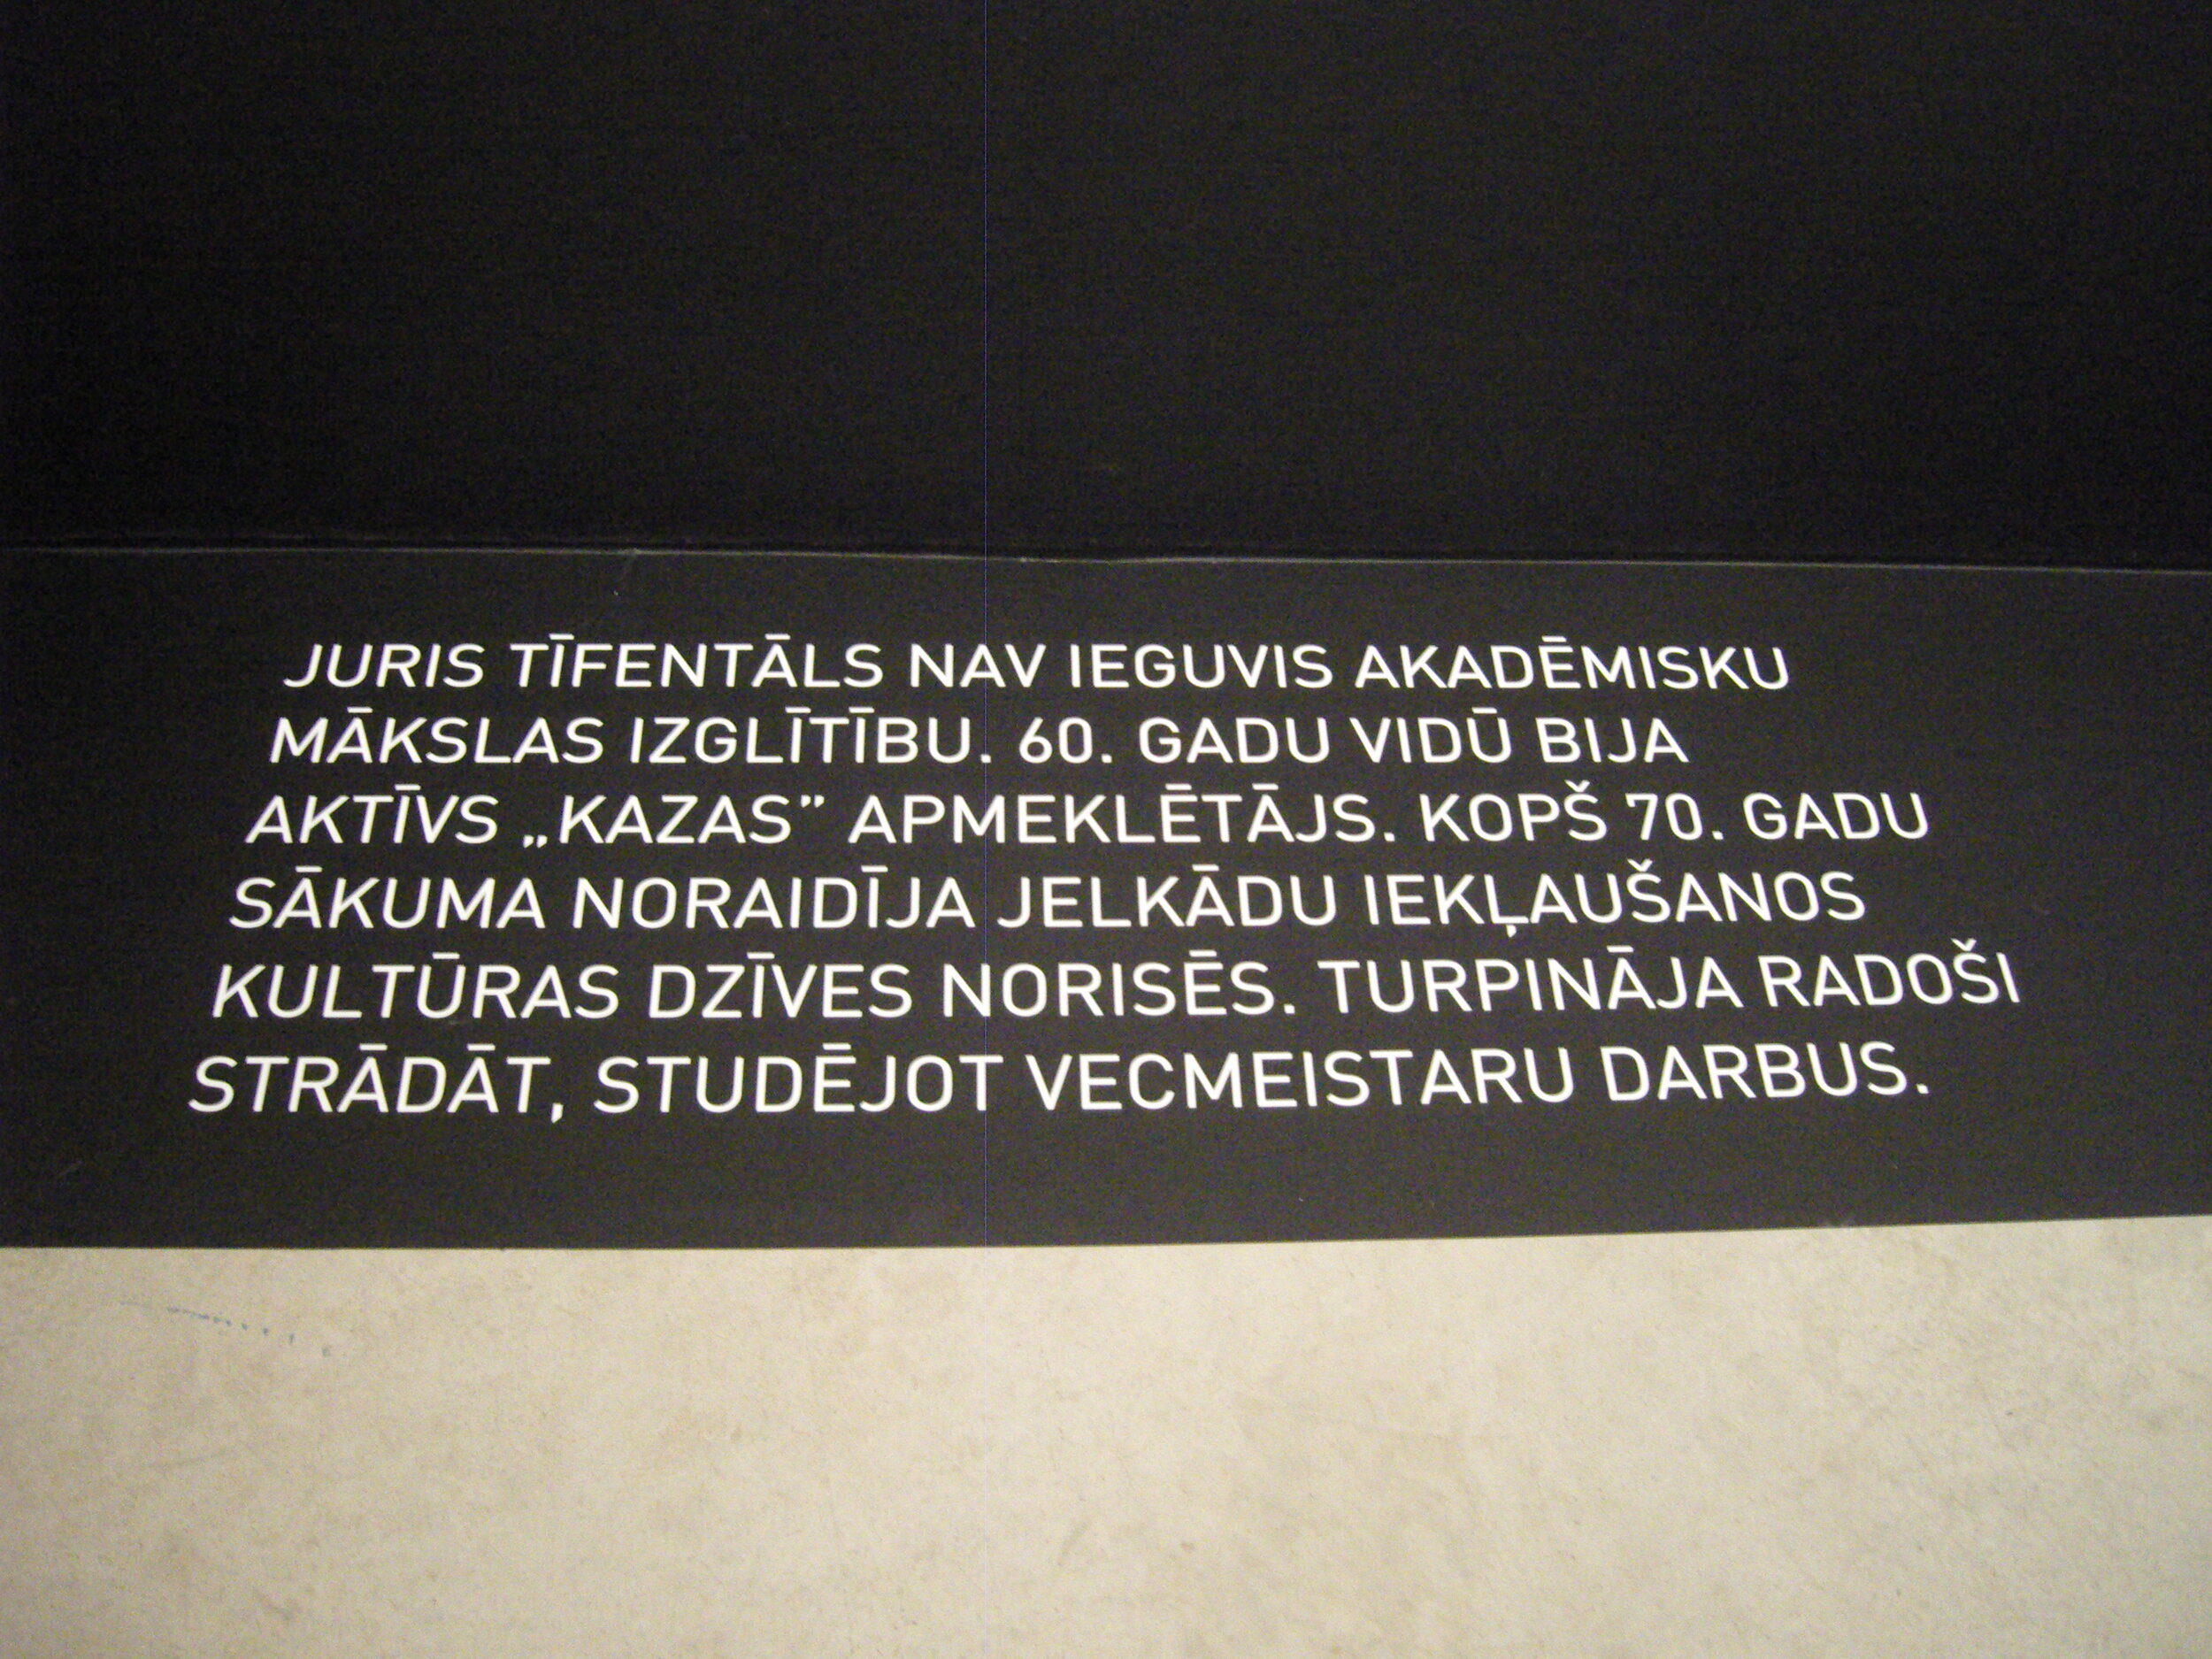 JURIS TĪFENTĀLS NAV IEGUVIS AKADĒMISKU
MĀKSLAS IZGLĪTĪBU. 60. GADU VIDŪ BIJA
AKTĪVS „KAZAS” APMEKLĒTĀJS. KOPŠ 70. GADU
SĀKUMA NORAIDĪJA JELKĀDU IEKĻAUŠANOS
KULTŪRAS DZĪVES NORISĒS. TURPINĀJA RADOŠI
STRĀDĀT, STUDĒJOT VECMEISTARU DARBUS.